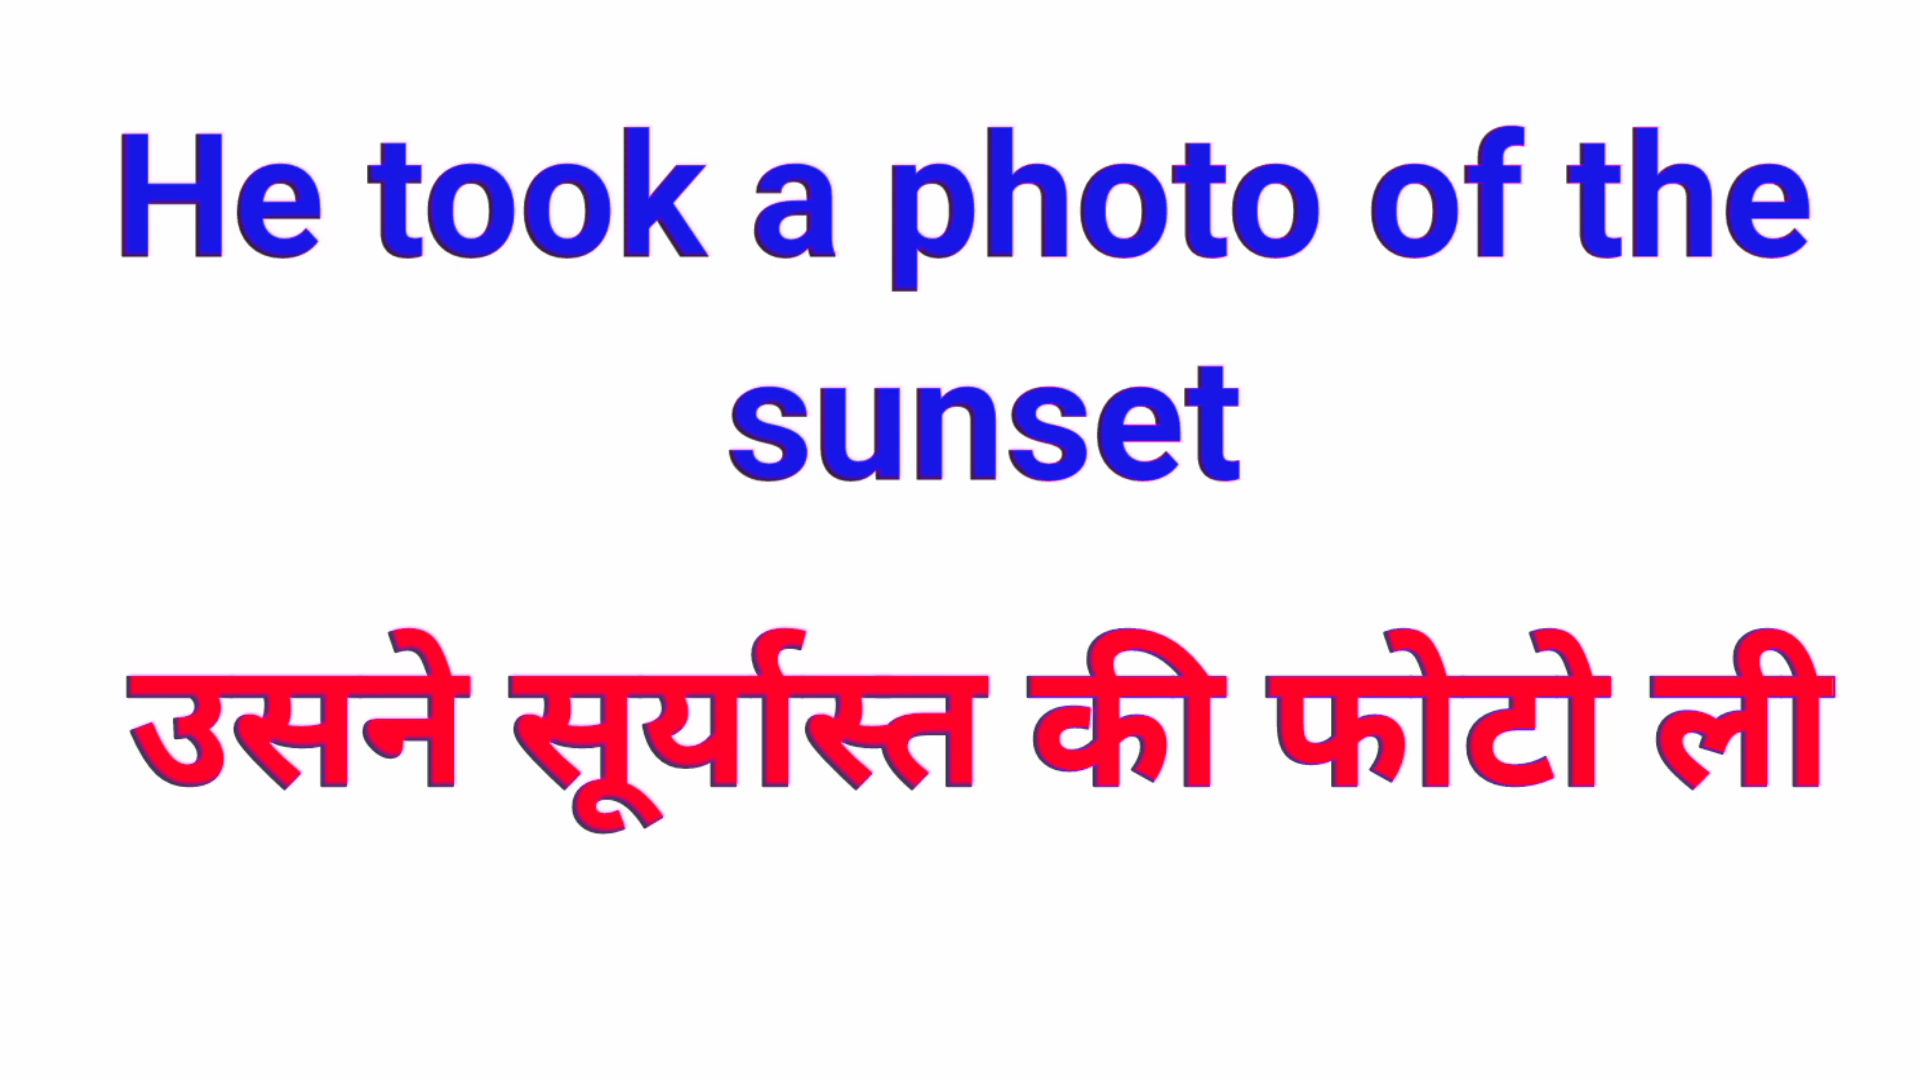 He took a photo of the
sunset
उसने सूर्यास्त की फोटो ली